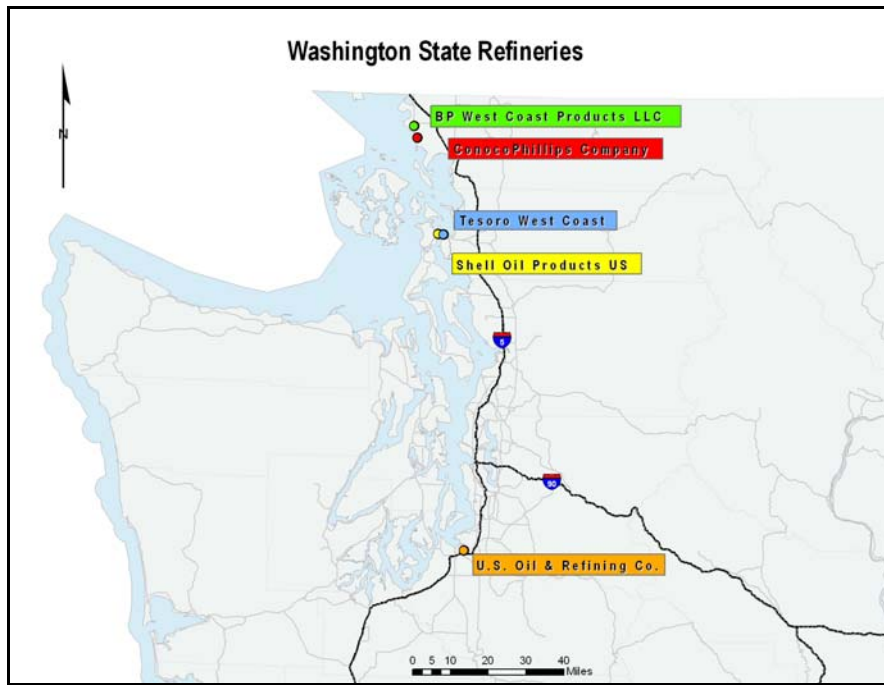 Washington State Refineries
N
BP West Coast Products LLC
ConocoPhillips Company
Tesoro West Coast
Shell Oil Products US
5
90
U.S. Oil & Refining Co.
0 5 10 20 30 40
Miles